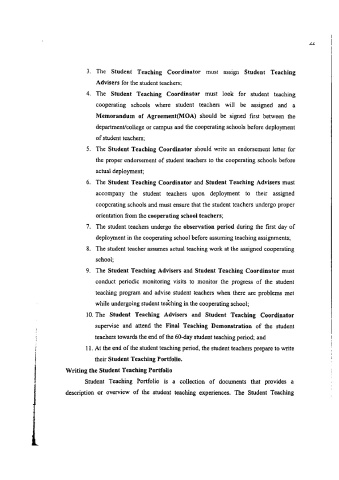 44
3. The Student Teaching Coordinator must assign Student Teaching
Advisers for the student teachers;
4. The Student Teaching Coordinator must look for student teaching
cooperating schools where student teachers will be assigned and a
Memorandum of Agreement(MOA) should be signed first between the
department/college or campus and the cooperating schools before deployment
of student teachers;
5. The Student Teaching Coordinator should write an endorsement letter for
the proper endorsement of student teachers to the cooperating schools before
actual deployment;
6. The Student Teaching Coordinator and Student Teaching Advisers must
accompany the student teachers upon deployment to their assigned
cooperating schools and must ensure that the student teachers undergo proper
orientation from the cooperating school teachers;
7. The student teachers undergo the observation period during the first day of
deployment in the cooperating school before assuming teaching assignments,
8. The student teacher assumes actual teaching work at the assigned cooperating
school;
9. The Student Teaching Advisers and Student Teaching Coordinator must
conduct periodic monitoring visits to monitor the progress of the student
teaching program and advise student teachers when there are problems met
while undergoing student teaching in the cooperating school;
10. The Student Teaching Advisers and Student Teaching Coordinator
supervise and attend the Final Teaching Demonstration of the student
teachers towards the end of the 60-day student teaching period; and
11. At the end of the student teaching period, the student teachers prepare to write
their Student Teaching Portfolio.
Writing the Student Teaching Portfolio
Student Teaching Portfolio is a collection of documents that provides a
description or overview of the student teaching experiences. The Student Teaching